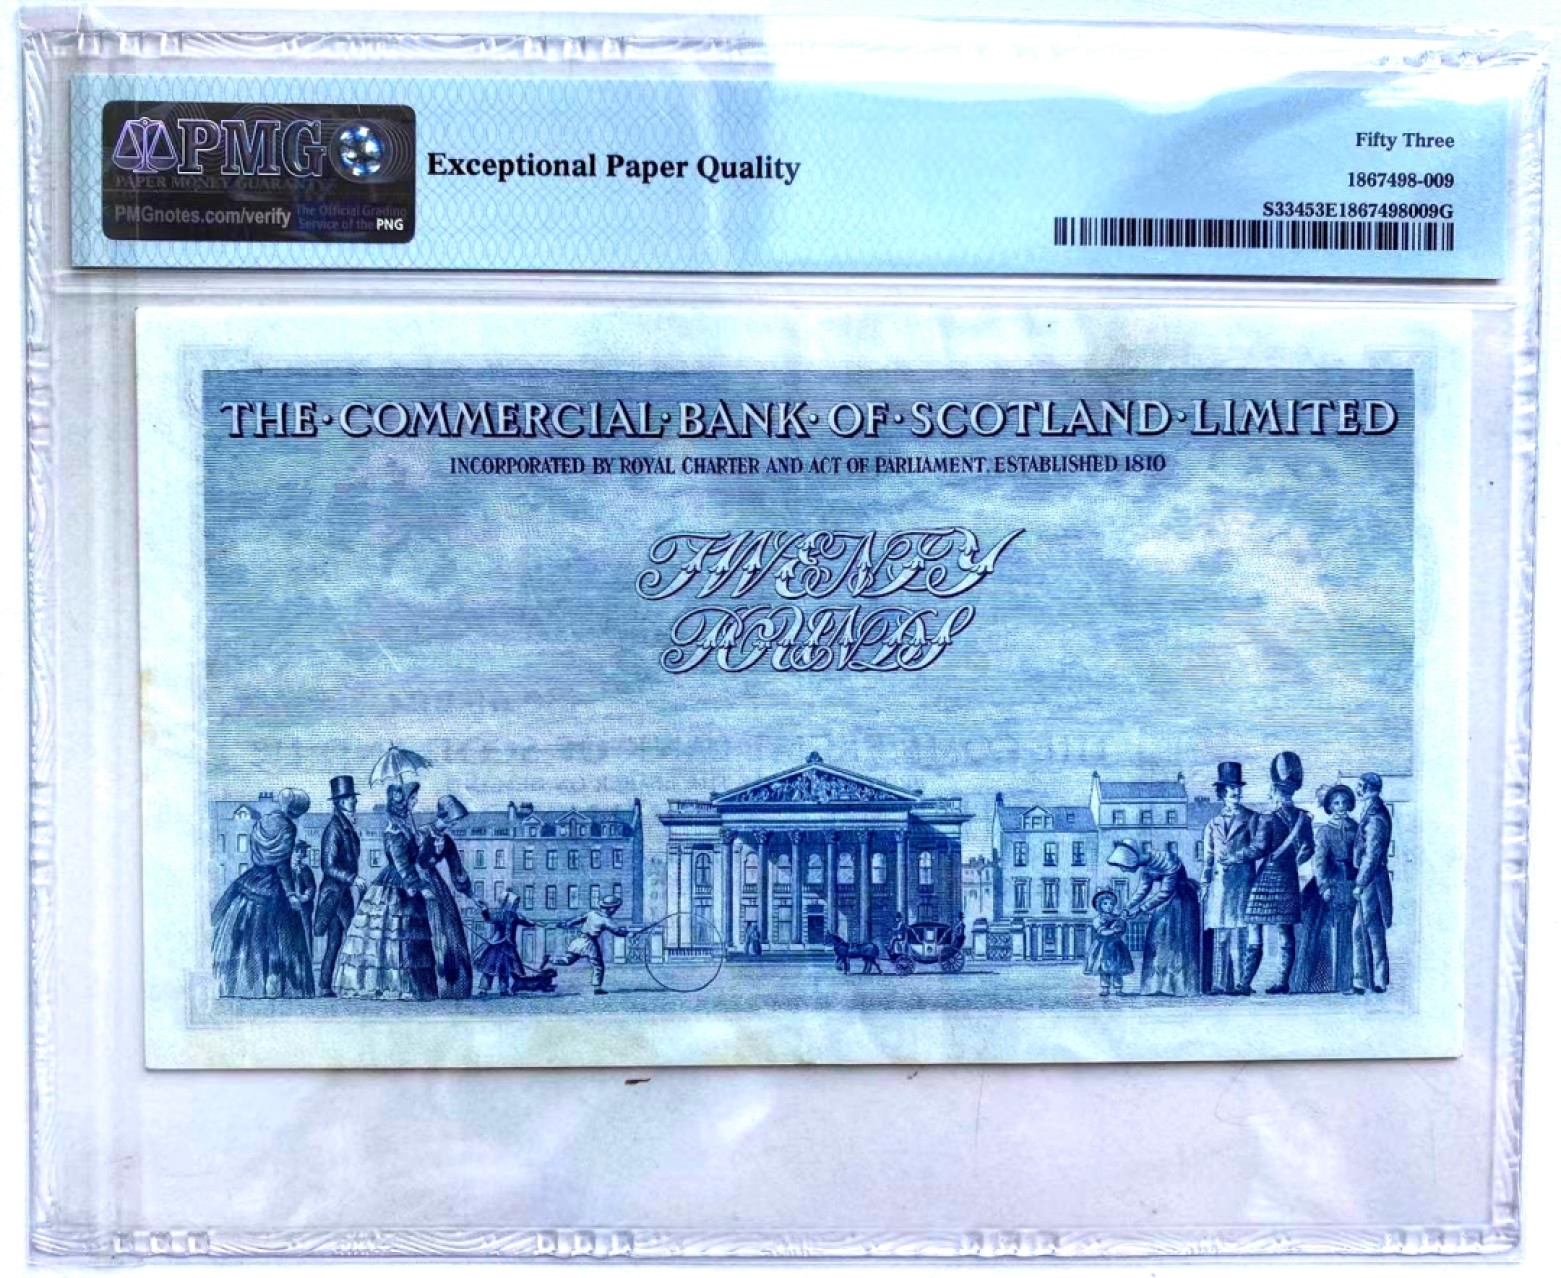 PMG
PAPER MONEY GUARANTY
PMGnotes.com/verify
The Official Grading
Service of the PNG
Exceptional Paper Quality
Fifty Three
1867498-009
S33453E1867498009G
THE·COMMERCIAL·BANK·OF·SCOTLAND·LIMITED
INCORPORATED BY ROYAL CHARTER AND ACT OF PARLIAMENT. ESTABLISHED 1810
TWENTY
POUNDS